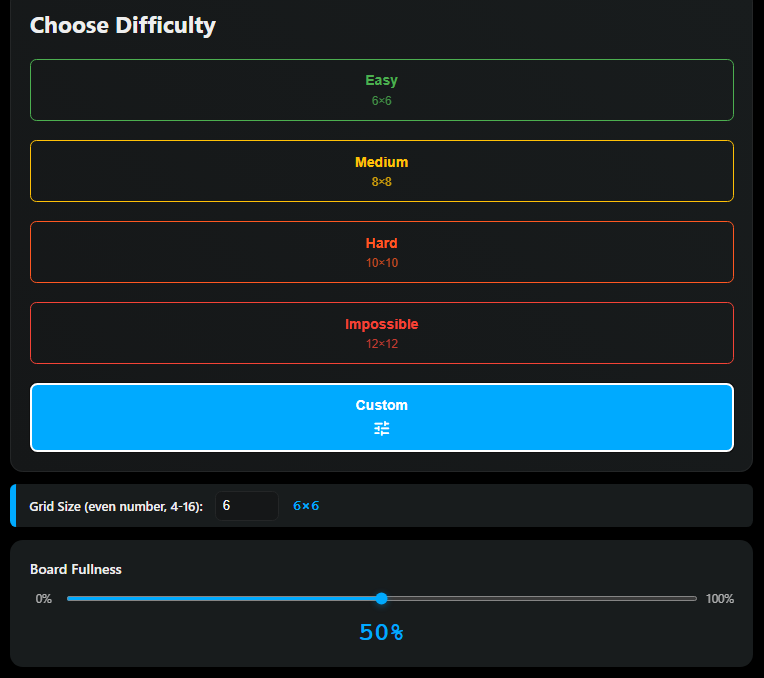 Choose Difficulty
Easy
6×6
Medium
8×8
Hard
10×10
Impossible
12×12
Custom
Grid Size (even number, 4-16): 6 6×6
Board Fullness
0% 100%
50%